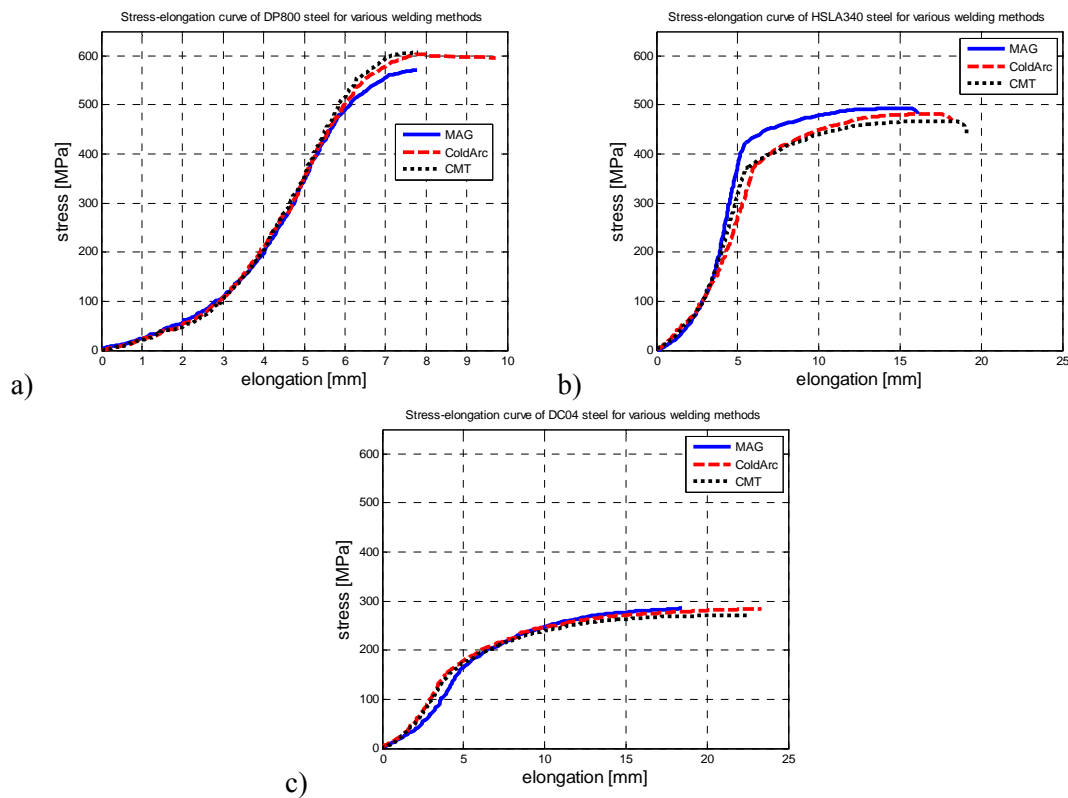 Stress-elongation curve of DP800 steel for various welding methods
600
500
400
300
200
100
0
stress [MPa]
MAG
ColdArc
CMT
0 1 2 3 4 5 6 7 8 9 10
elongation [mm]
a)
Stress-elongation curve of HSLA340 steel for various welding methods
600
500
400
300
200
100
0
stress [MPa]
MAG
ColdArc
CMT
0 5 10 15 20 25
elongation [mm]
b)
Stress-elongation curve of DC04 steel for various welding methods
600
500
400
300
200
100
0
stress [MPa]
MAG
ColdArc
CMT
0 5 10 15 20 25
elongation [mm]
c)